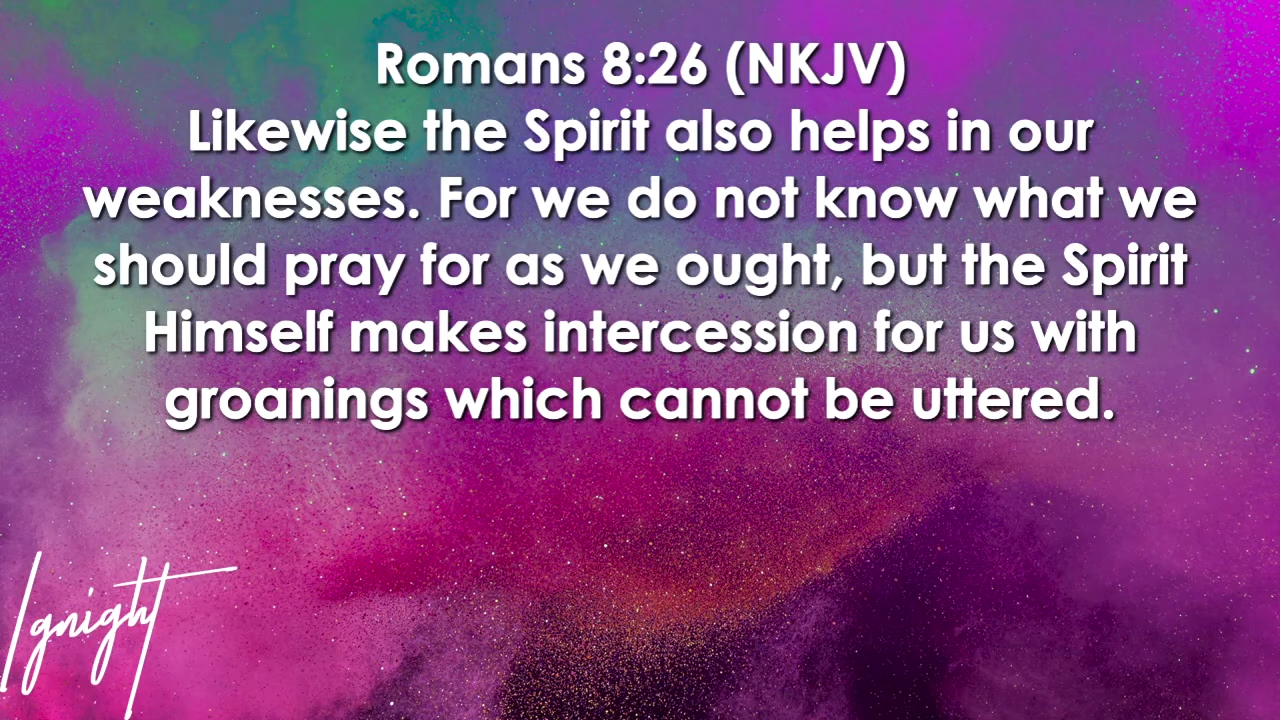 Romans 8:26 (NKJV)
Likewise the Spirit also helps in our
weaknesses. For we do not know what we
should pray for as we ought, but the Spirit
Himself makes intercession for us with
groanings which cannot be uttered.
Ignight